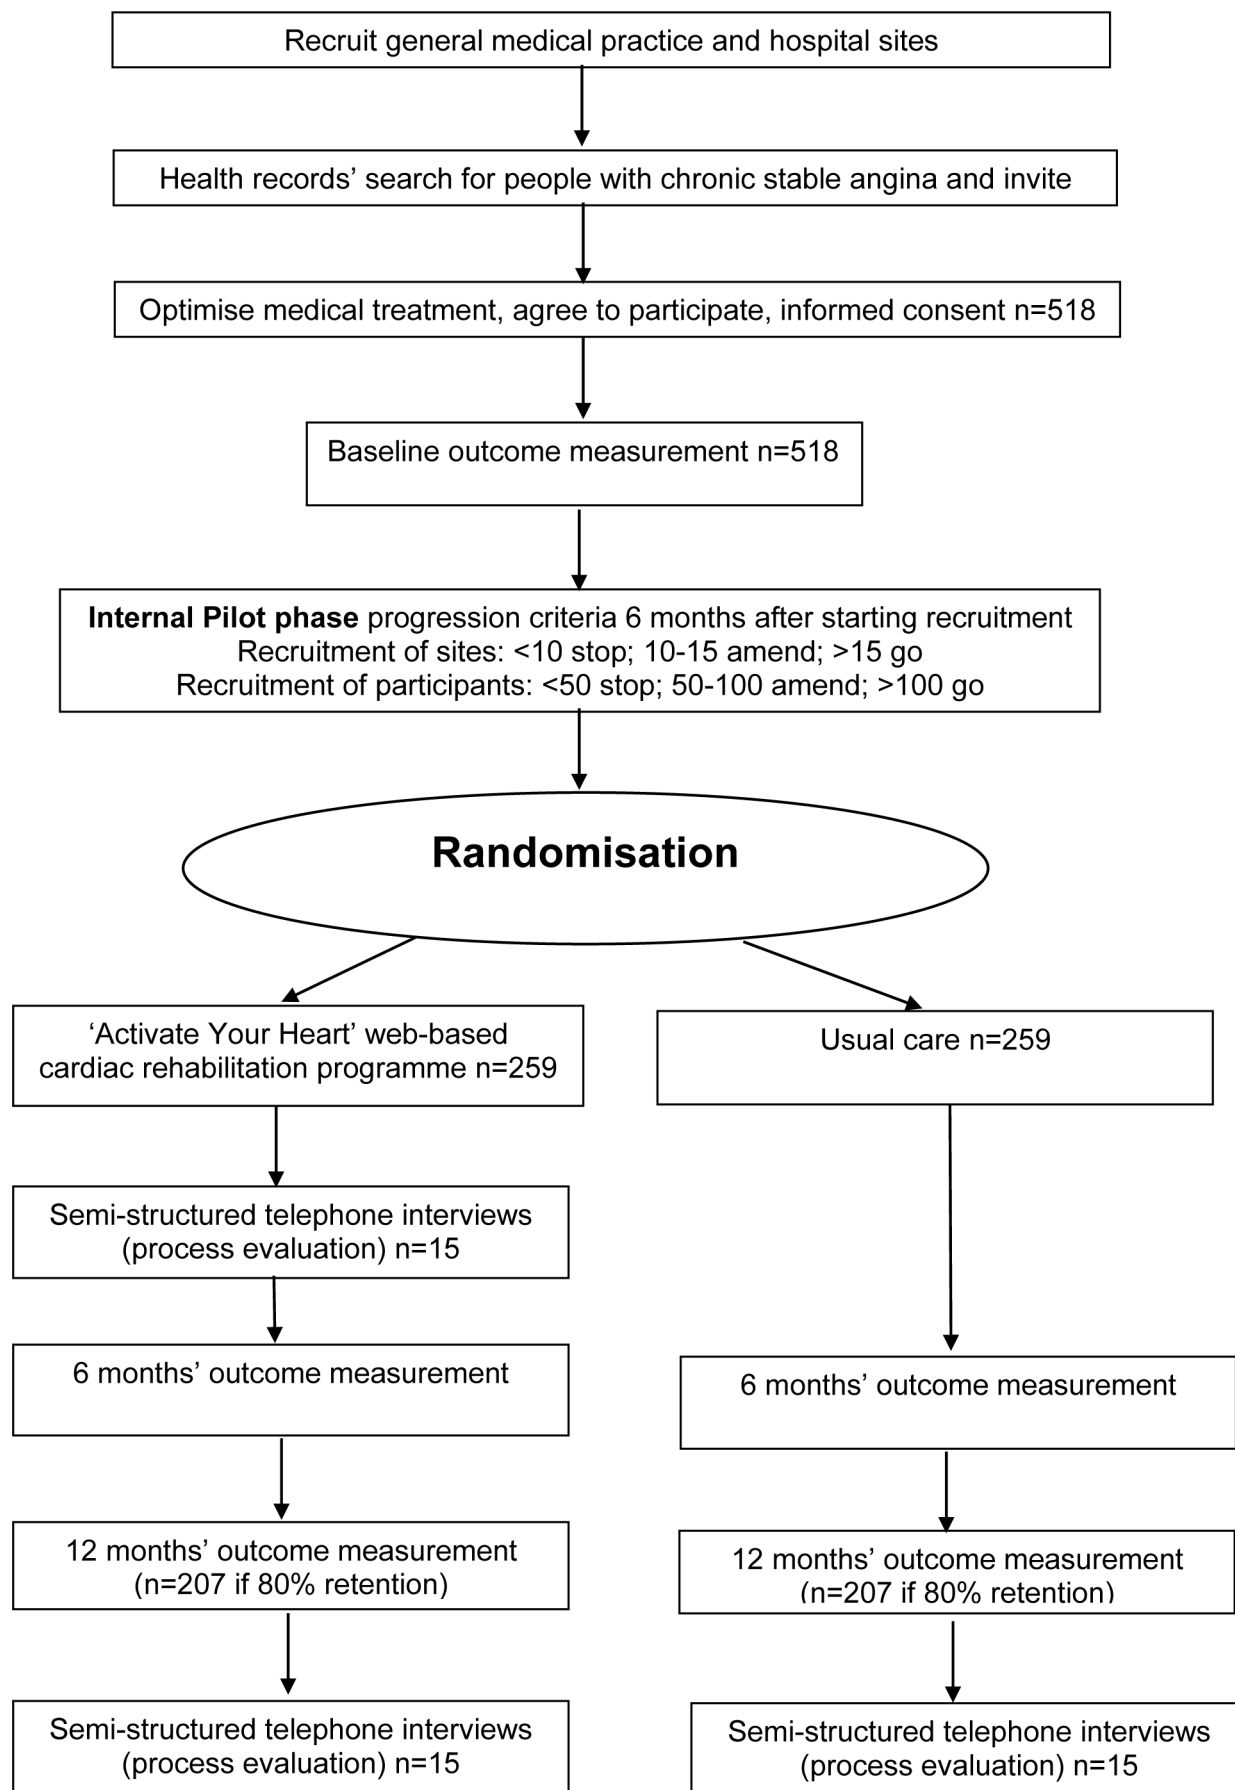 Recruit general medical practice and hospital sites
Health records’ search for people with chronic stable angina and invite
Optimise medical treatment, agree to participate, informed consent n=518
Baseline outcome measurement n=518
Internal Pilot phase progression criteria 6 months after starting recruitment
Recruitment of sites: <10 stop; 10-15 amend; >15 go
Recruitment of participants: <50 stop; 50-100 amend; >100 go
Randomisation
‘Activate Your Heart’ web-based
cardiac rehabilitation programme n=259
Usual care n=259
Semi-structured telephone interviews
(process evaluation) n=15
6 months’ outcome measurement
6 months’ outcome measurement
12 months’ outcome measurement
(n=207 if 80% retention)
12 months’ outcome measurement
(n=207 if 80% retention)
Semi-structured telephone interviews
(process evaluation) n=15
Semi-structured telephone interviews
(process evaluation) n=15